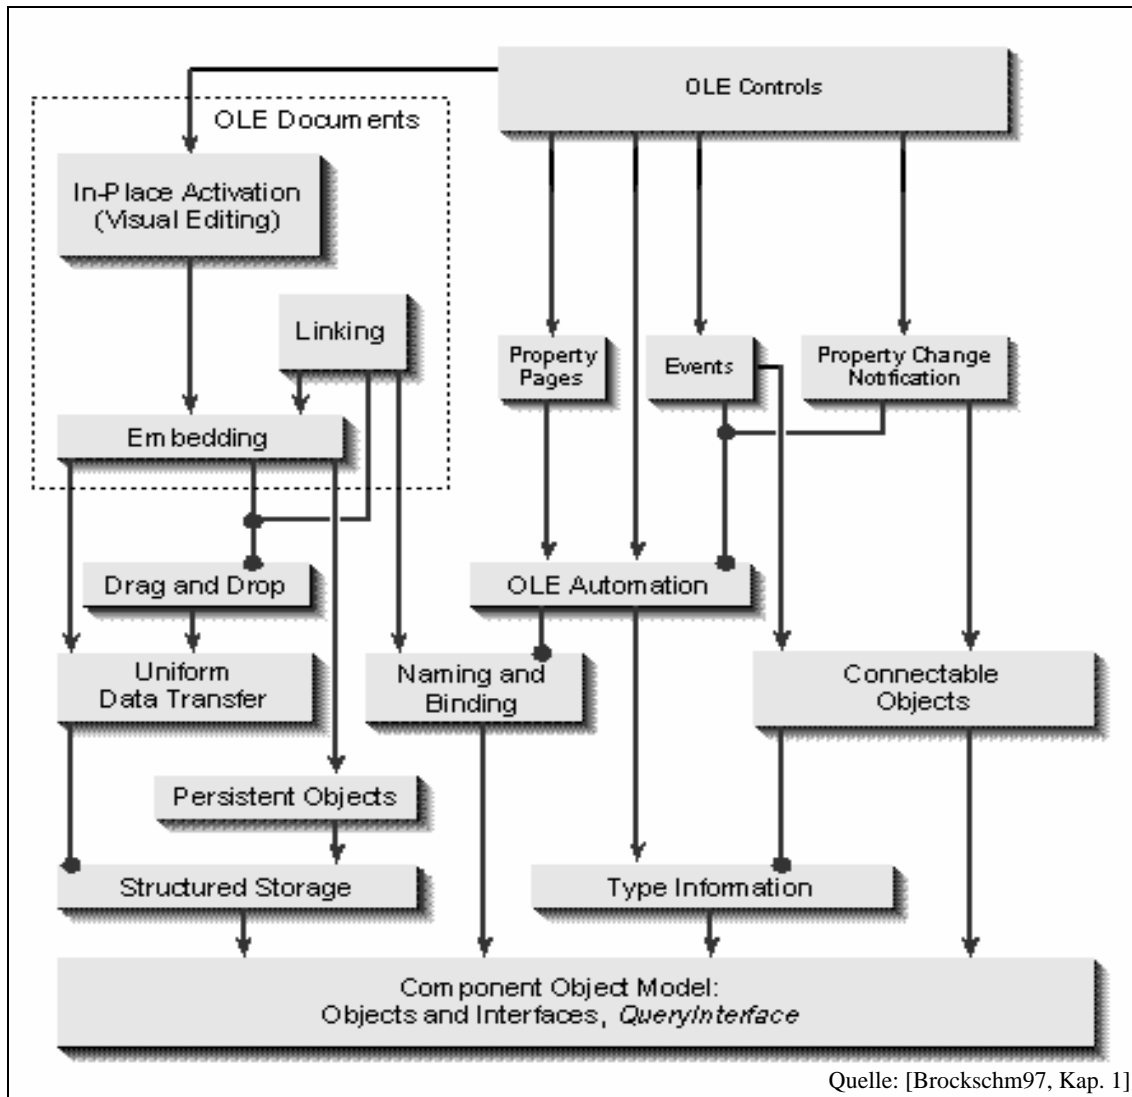 OLE Controls
OLE Documents
In-Place Activation
(Visual Editing)
Linking
Property
Pages
Events
Property Change
Notification
Embedding
Drag and Drop
OLE Automation
Uniform
Data Transfer
Naming and
Binding
Connectable
Objects
Persistent Objects
Structured Storage
Type Information
Component Object Model:
Objects and Interfaces, QueryInterface
Quelle: [Brockschm97, Kap. 1]